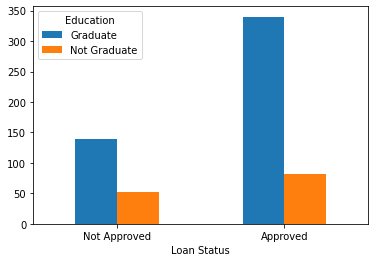 350
300
250
200
150
100
50
0
Education
Graduate
Not Graduate
Not Approved
Approved
Loan Status